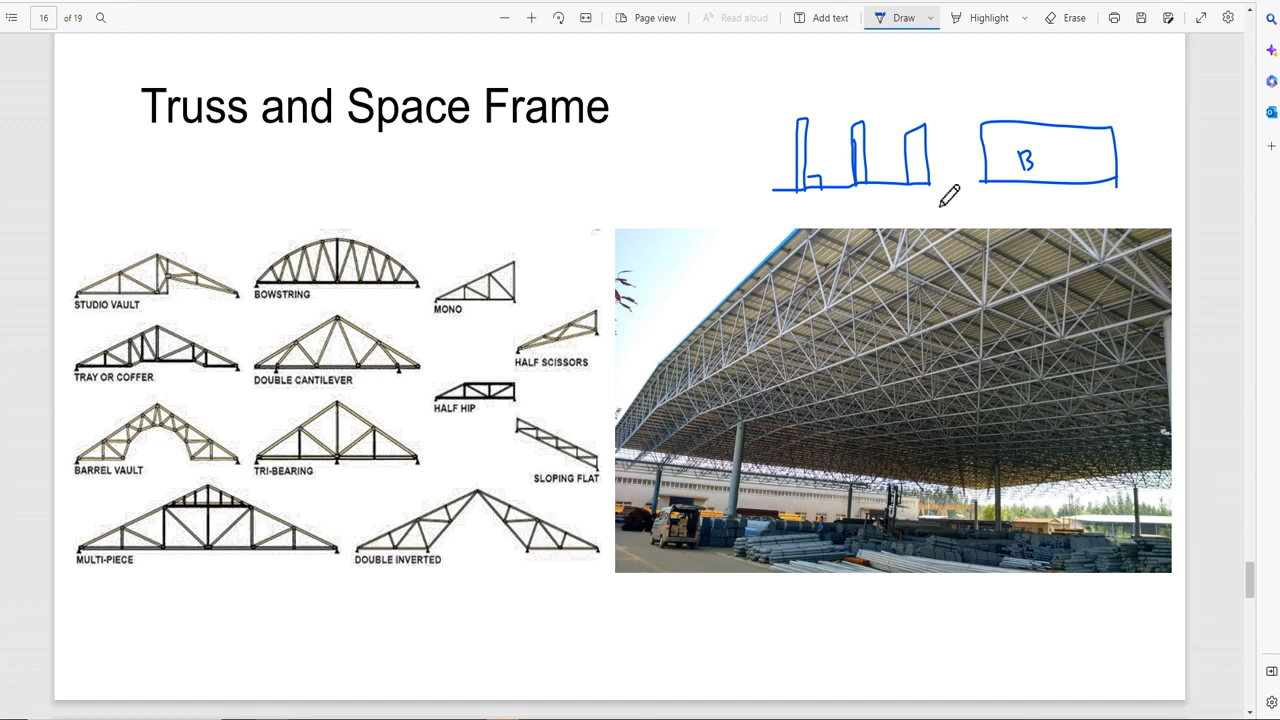 16 of 19
Page view
Read aloud
Add text
Draw
Highlight
Erase
Truss and Space Frame
B
STUDIO VAULT
BOWSTRING
MONO
HALF SCISSORS
TRAY OR COFFER
DOUBLE CANTILEVER
HALF HIP
BARREL VAULT
TRI-BEARING
SLOPING FLAT
MULTI-PIECE
DOUBLE INVERTED